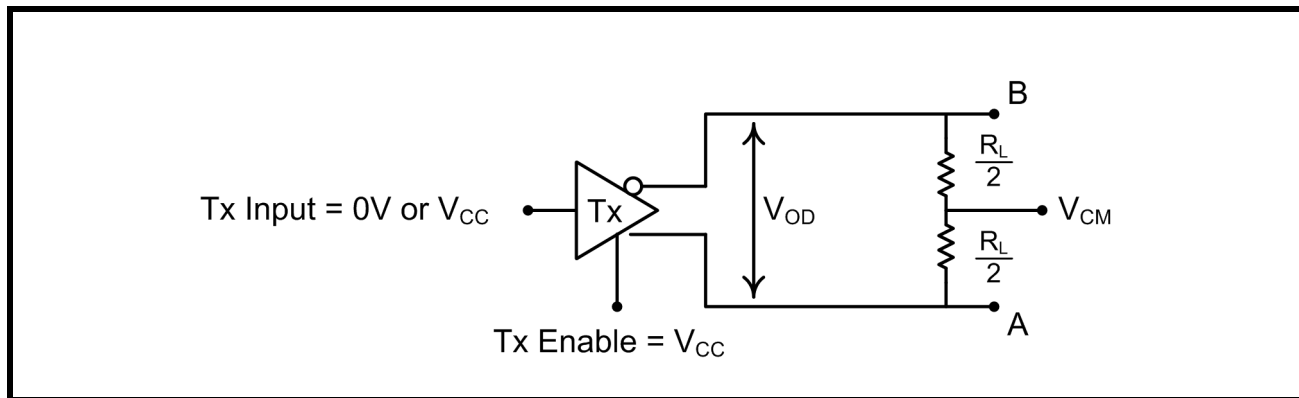 B
R_L
2
Tx Input = 0V or V_CC
Tx
V_OD
V_CM
R_L
2
A
Tx Enable = V_CC